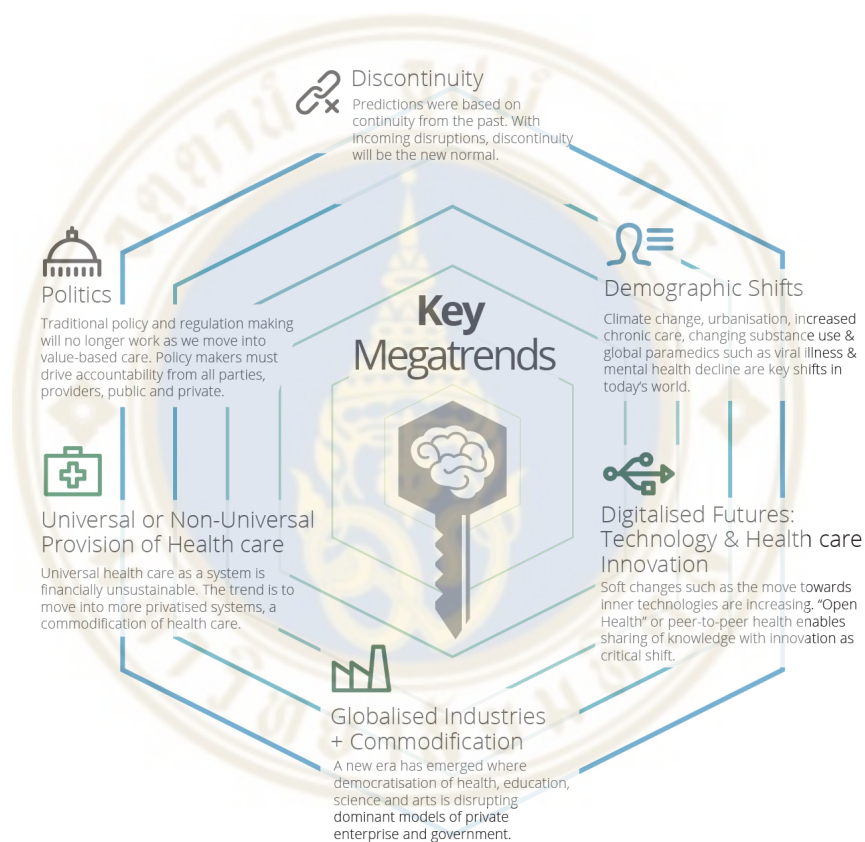 Discontinuity
Predictions were based on
continuity from the past. With
incoming disruptions, discontinuity
will be the new normal.
Politics
Traditional policy and regulation making
will no longer work as we move into
value-based care. Policy makers must
drive accountability from all parties,
providers, public and private.
Key
Megatrends
Demographic Shifts
Climate change, urbanisation, increased
chronic care, changing substance use &
global paramedics such as viral illness &
mental health decline are key shifts in
today's world.
Universal or Non-Universal
Provision of Health care
Universal health care as a system is
financially unsustainable. The trend is to
move into more privatised systems, a
commodification of health care.
Digitalised Futures:
Technology & Health care
Innovation
Soft changes such as the move towards
inner technologies are increasing. “Open
Health” or peer-to-peer health enables
sharing of knowledge with innovation as
critical shift.
Globalised Industries
+ Commodification
A new era has emerged where
democratisation of health, education,
science and arts is disrupting
dominant models of private
enterprise and government.